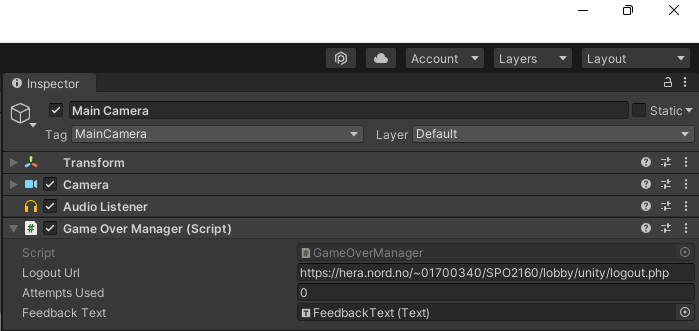 Account Layers Layout
Inspector
Main Camera Static
Tag MainCamera Layer Default
Transform
Camera
Audio Listener
# Game Over Manager (Script)
Script # GameOverManager
Logout Url https://hera.nord.no/~01700340/SPO2160/lobby/unity/logout.php
Attempts Used 0
Feedback Text FeedbackText (Text)